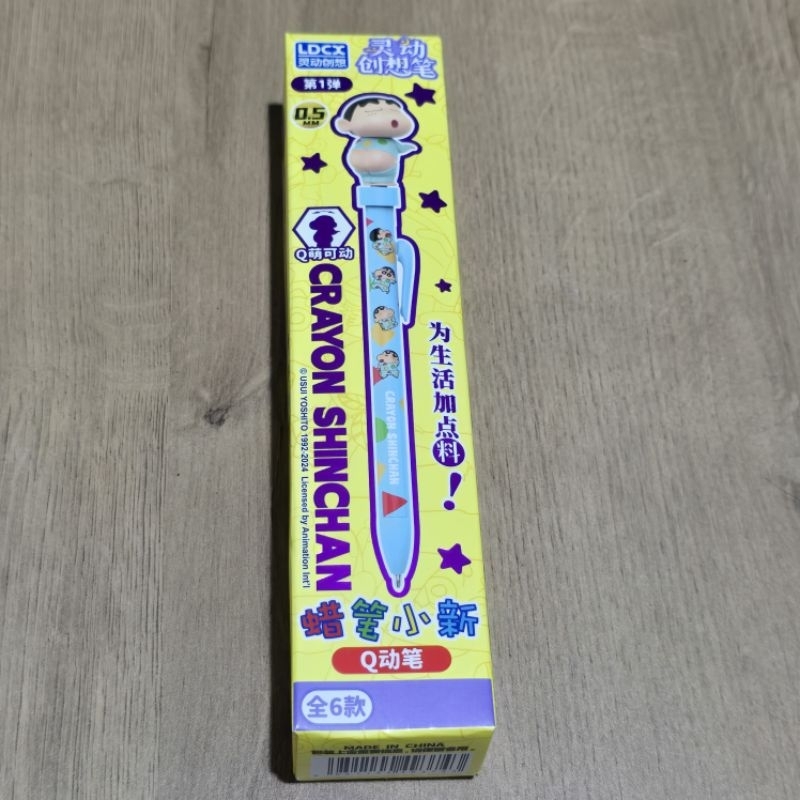 LDCX
灵动创想
灵动
创想笔
第1弹
0.5
MM
Q萌可动
CRAYON SHINCHAN
© USUI YOSHITO 1992-2024 Licensed by Animation Int'l
CRAYON SHINCHAN
为生活加点料！
蜡笔小新
Q动笔
全6款
MADE IN CHINA